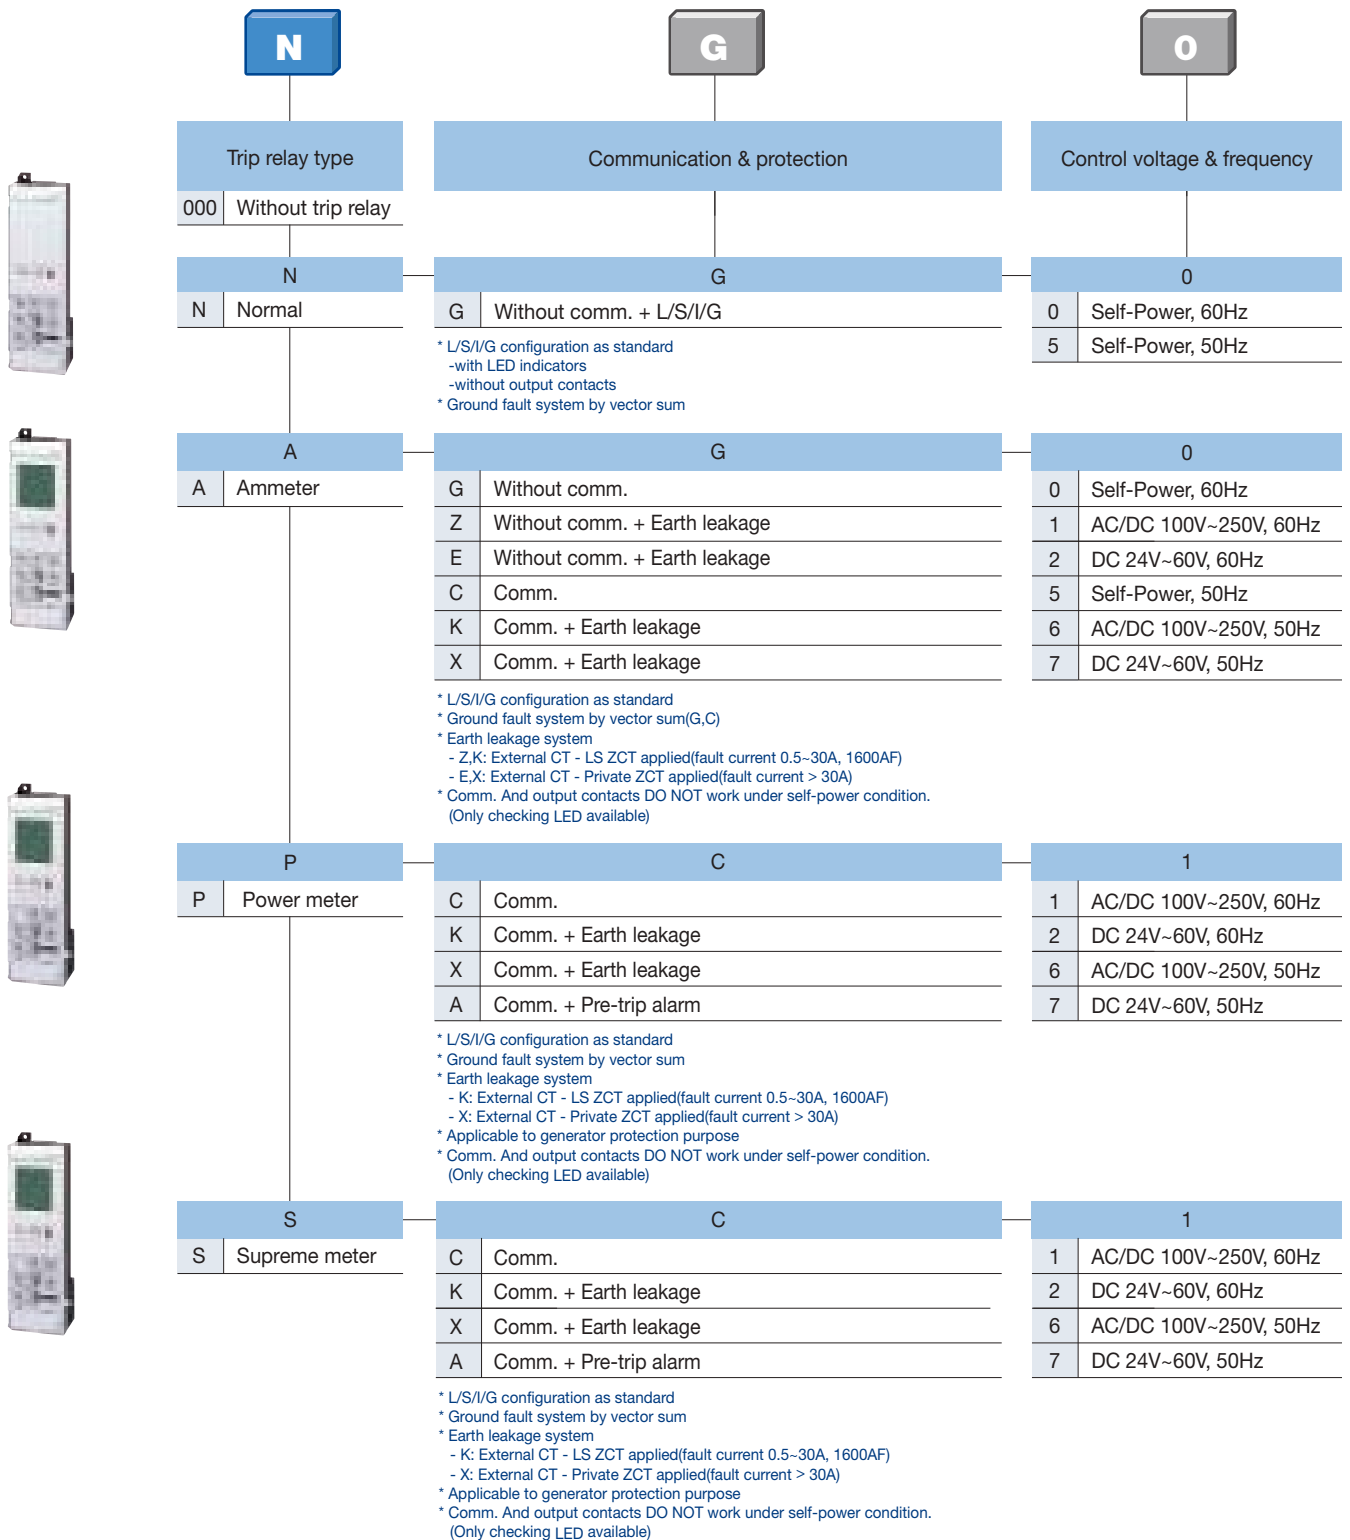 N
G
0
Trip relay type
Communication & protection
Control voltage & frequency
000 Without trip relay
N
G
0
N Normal
G Without comm. + L/S/I/G
0 Self-Power, 60Hz
5 Self-Power, 50Hz
* L/S/I/G configuration as standard
-with LED indicators
-without output contacts
* Ground fault system by vector sum
A
G
0
A Ammeter
G Without comm.
Z Without comm. + Earth leakage
E Without comm. + Earth leakage
C Comm.
K Comm. + Earth leakage
X Comm. + Earth leakage
0 Self-Power, 60Hz
1 AC/DC 100V~250V, 60Hz
2 DC 24V~60V, 60Hz
5 Self-Power, 50Hz
6 AC/DC 100V~250V, 50Hz
7 DC 24V~60V, 50Hz
* L/S/I/G configuration as standard
* Ground fault system by vector sum(G,C)
* Earth leakage system
- Z,K: External CT - LS ZCT applied(fault current 0.5~30A, 1600AF)
- E,X: External CT - Private ZCT applied(fault current > 30A)
* Comm. And output contacts DO NOT work under self-power condition.
(Only checking LED available)
P
C
1
P Power meter
C Comm.
K Comm. + Earth leakage
X Comm. + Earth leakage
A Comm. + Pre-trip alarm
1 AC/DC 100V~250V, 60Hz
2 DC 24V~60V, 60Hz
6 AC/DC 100V~250V, 50Hz
7 DC 24V~60V, 50Hz
* L/S/I/G configuration as standard
* Ground fault system by vector sum
* Earth leakage system
- K: External CT - LS ZCT applied(fault current 0.5~30A, 1600AF)
- X: External CT - Private ZCT applied(fault current > 30A)
* Applicable to generator protection purpose
* Comm. And output contacts DO NOT work under self-power condition.
(Only checking LED available)
S
C
1
S Supreme meter
C Comm.
K Comm. + Earth leakage
X Comm. + Earth leakage
A Comm. + Pre-trip alarm
1 AC/DC 100V~250V, 60Hz
2 DC 24V~60V, 60Hz
6 AC/DC 100V~250V, 50Hz
7 DC 24V~60V, 50Hz
* L/S/I/G configuration as standard
* Ground fault system by vector sum
* Earth leakage system
- K: External CT - LS ZCT applied(fault current 0.5~30A, 1600AF)
- X: External CT - Private ZCT applied(fault current > 30A)
* Applicable to generator protection purpose
* Comm. And output contacts DO NOT work under self-power condition.
(Only checking LED available)